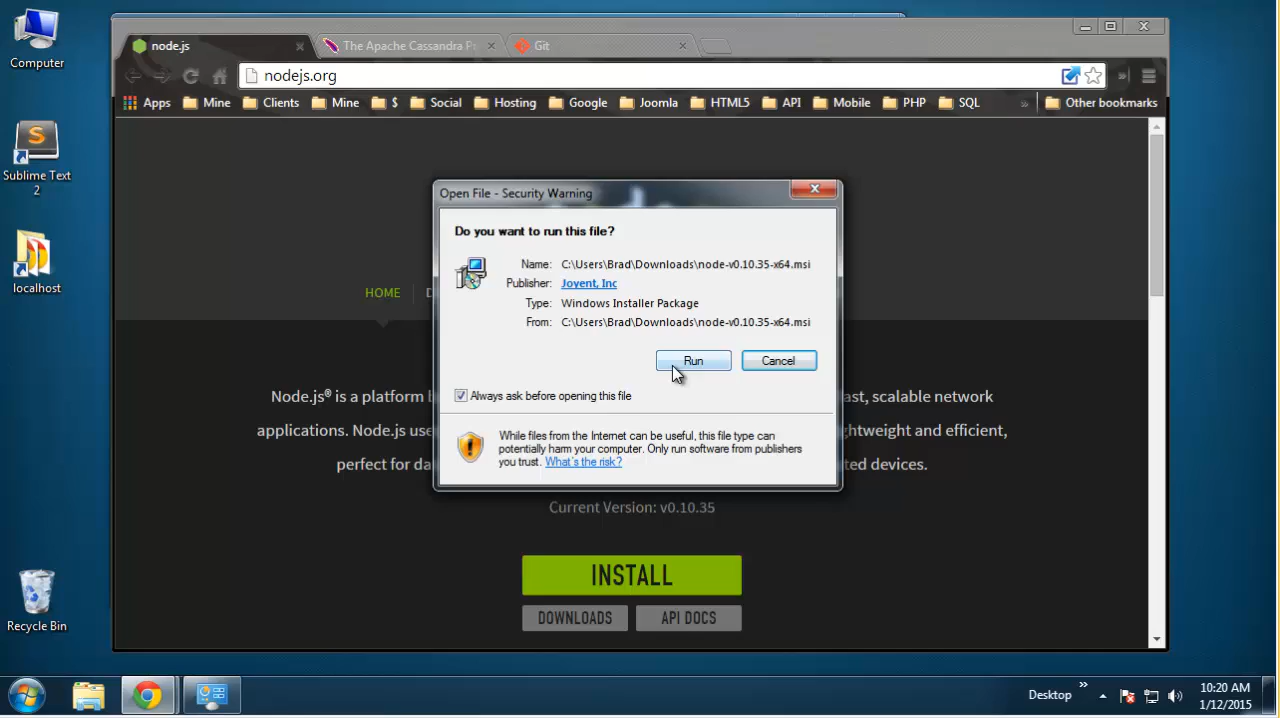 Computer
Sublime Text
2
localhost
Recycle Bin
node.js
The Apache Cassandra P
Git
nodejs.org
Apps Mine Clients Mine $ Social Hosting Google Joomla HTML5 API Mobile PHP SQL » Other bookmarks
Open File - Security Warning
Do you want to run this file?
Name: C:\Users\Brad\Downloads\node-v0.10.35-x64.msi
Publisher: Joyent, Inc
Type: Windows Installer Package
From: C:\Users\Brad\Downloads\node-v0.10.35-x64.msi
Run Cancel
Always ask before opening this file
While files from the Internet can be useful, this file type can
potentially harm your computer. Only run software from publishers
you trust. What's the risk?
HOME D
Node.js® is a platform b ast, scalable network
applications. Node.js use ightweight and efficient,
perfect for da ted devices.
Current Version: v0.10.35
INSTALL
DOWNLOADS API DOCS
Desktop »
10:20 AM
1/12/2015